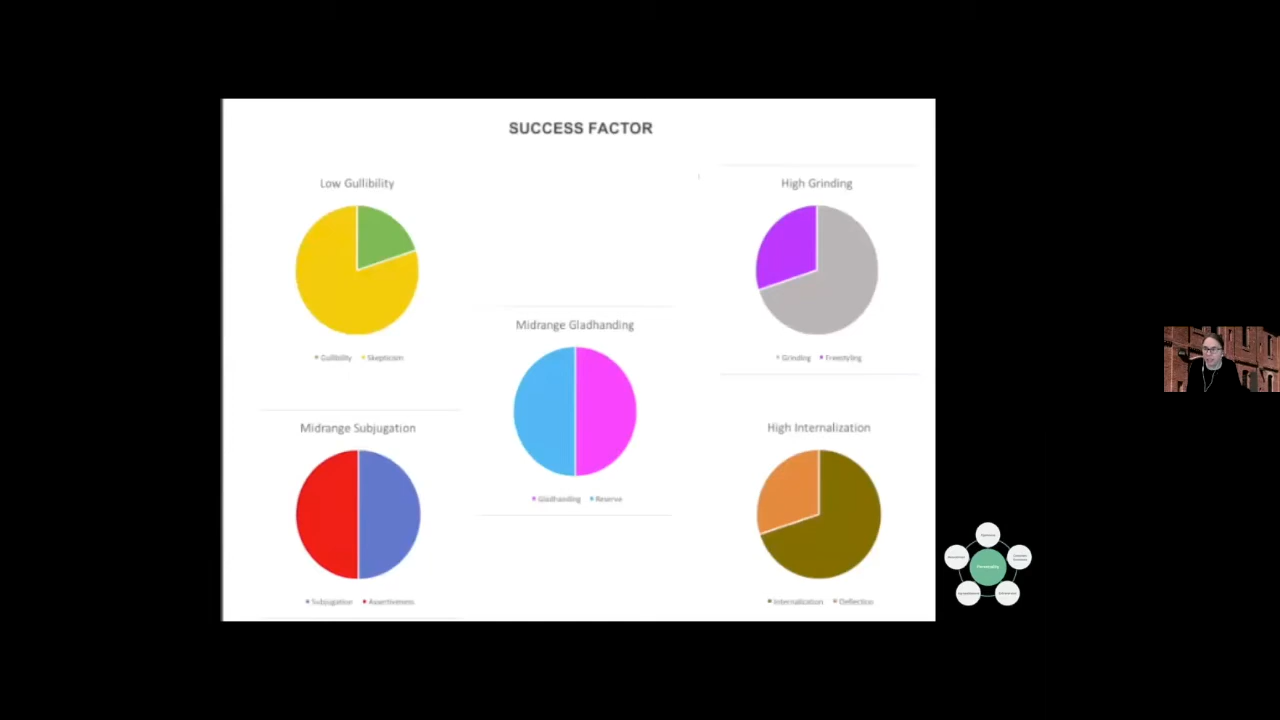 SUCCESS FACTOR
Low Gullibility
Gullibility Skepticism
High Grinding
Grinding Freestyling
Midrange Gladhanding
Gladhanding Reserve
Midrange Subjugation
Subjugation Assertiveness
High Internalization
Internalization Deflection